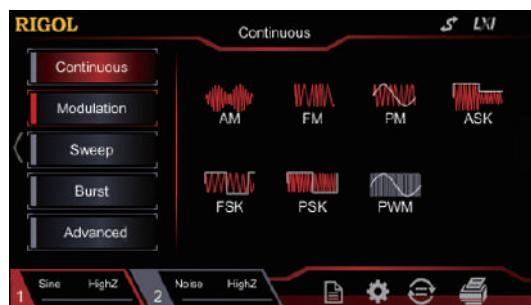 RIGOL
Continuous
LXI
Continuous
Modulation
Sweep
Burst
Advanced
AM
FM
PM
ASK
FSK
PSK
PWM
1 Sine HighZ
2 Noise HighZ